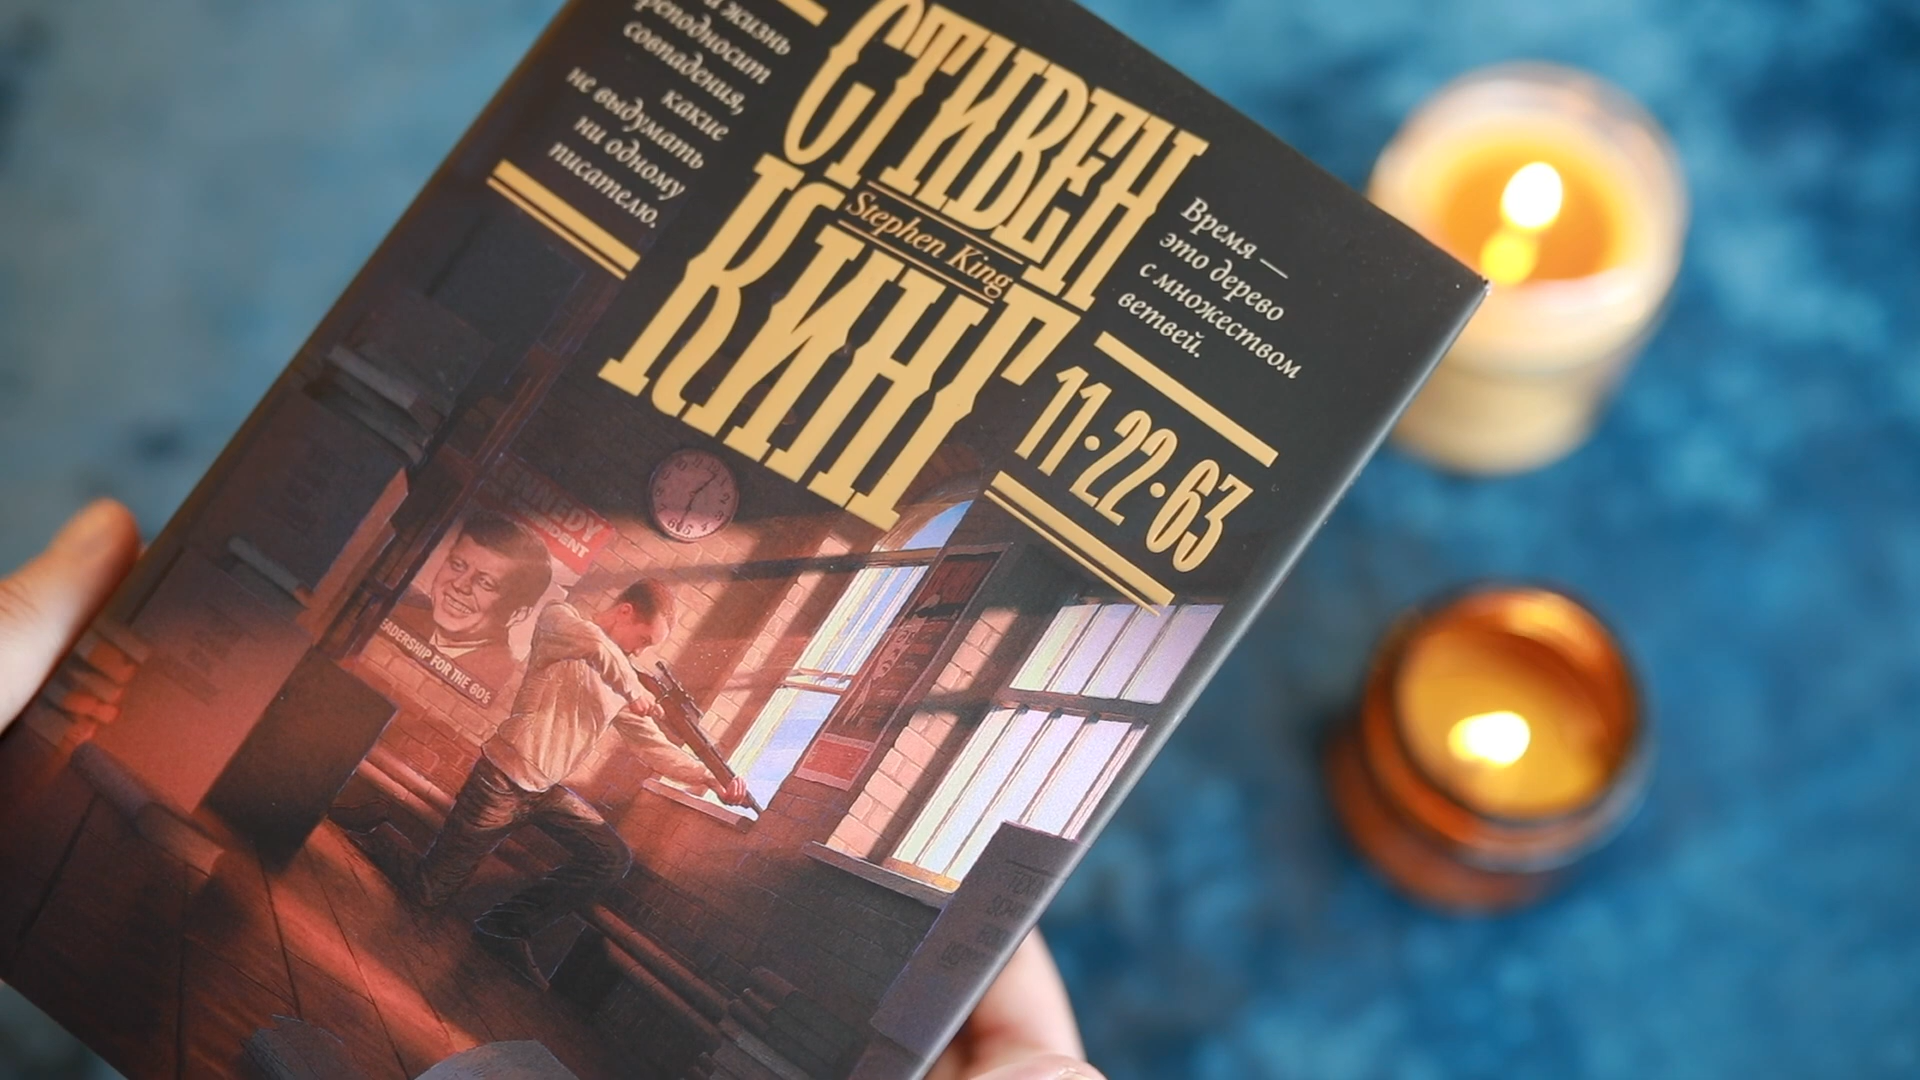 а жизнь
преподносит
совпадения,
какие
не выдумать
ни одному
писателю.
СТИВЕН
Stephen King
КИНГ
Время —
это дерево
с множеством
ветвей.
11·22·63
KENNEDY
LEADERSHIP FOR THE 60's